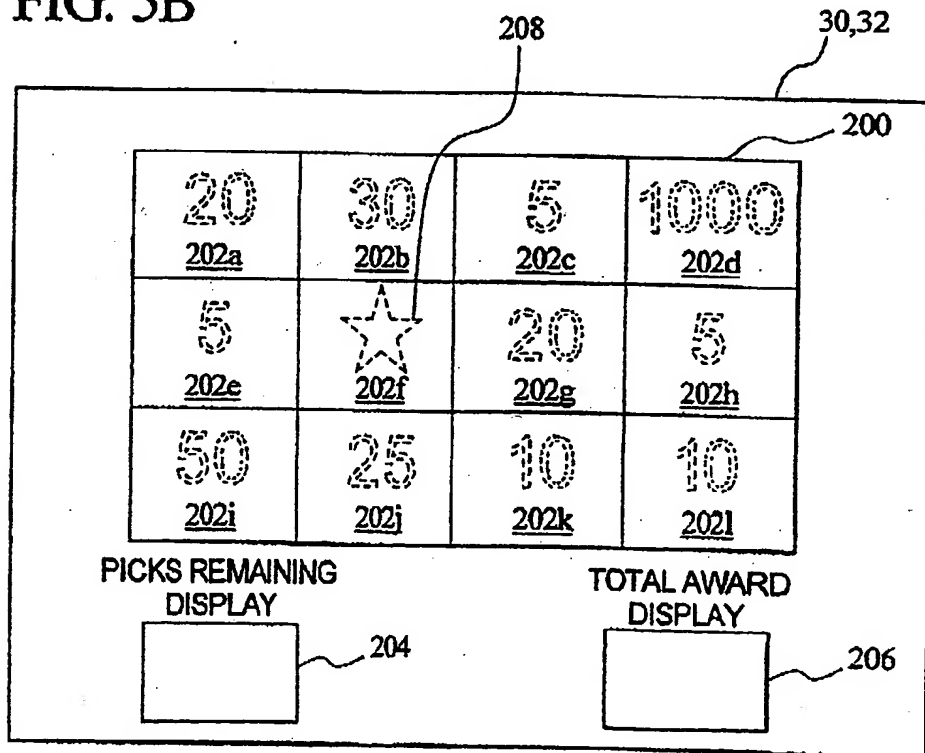 FIG. 5B
208
30,32
200
20 30 5 1000
202a 202b 202c 202d
5 20 5
202e 202f 202g 202h
50 25 10 10
202i 202j 202k 202l
PICKS REMAINING
DISPLAY
TOTAL AWARD
DISPLAY
204
206